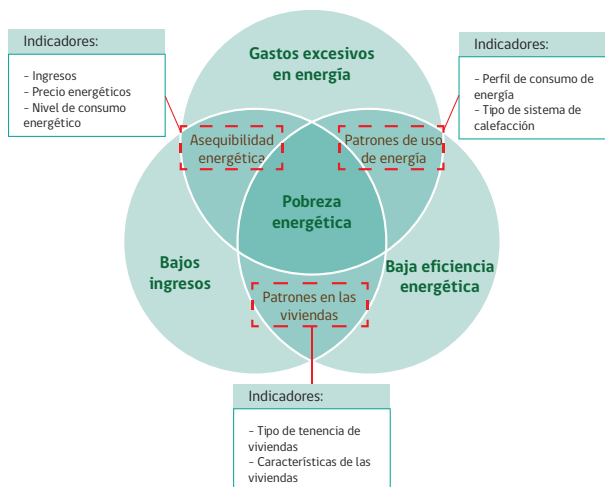 Indicadores:
- Ingresos
- Precio energéticos
- Nivel de consumo
energético
Gastos excesivos
en energía
Indicadores:
- Perfil de consumo de
energía
- Tipo de sistema de
calefacción
Asequibilidad
energética
Patrones de uso
de energía
Pobreza
energética
Bajos
ingresos
Baja eficiencia
energética
Patrones en las
viviendas
Indicadores:
- Tipo de tenencia de
viviendas
- Características de las
viviendas